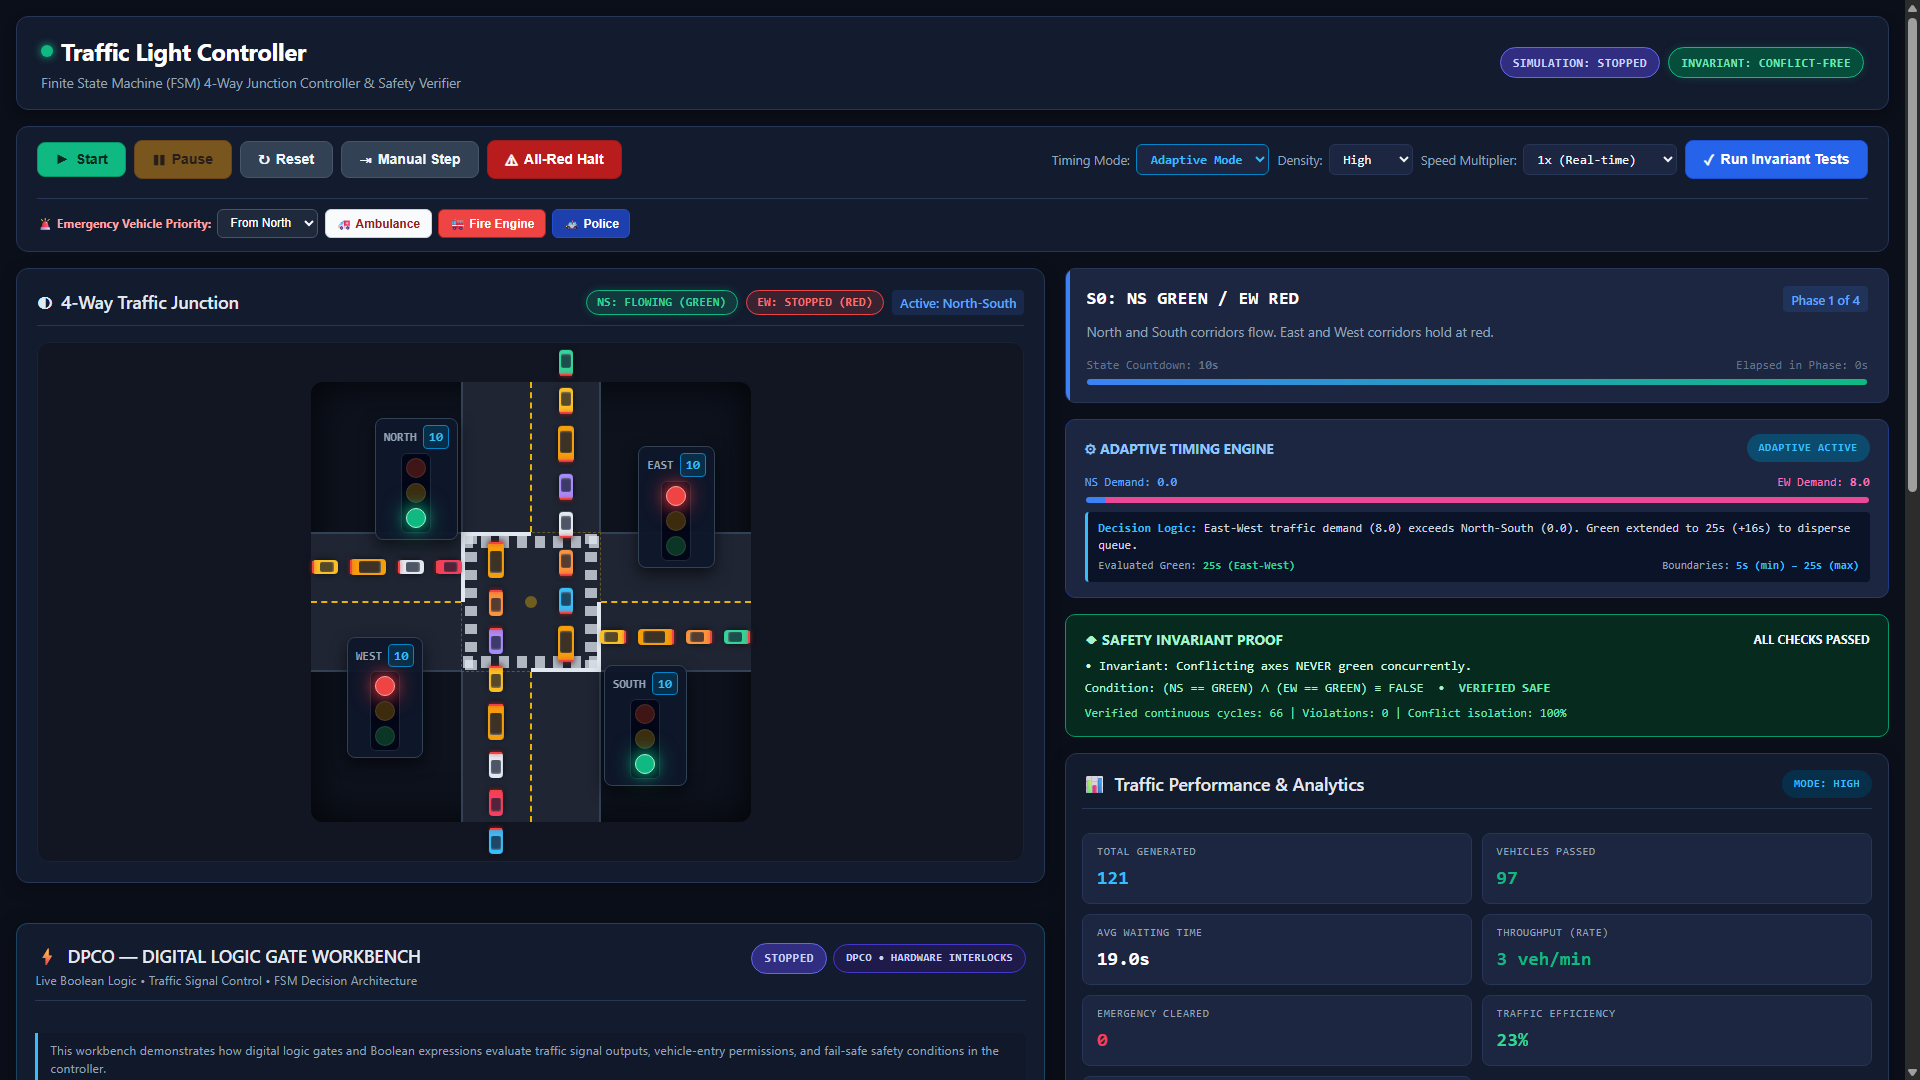 Traffic Light Controller
Finite State Machine (FSM) 4-Way Junction Controller & Safety Verifier
SIMULATION: STOPPED
INVARIANT: CONFLICT-FREE
Start
Pause
Reset
Manual Step
All-Red Halt
Timing Mode: Adaptive Mode
Density: High
Speed Multiplier: 1x (Real-time)
✓ Run Invariant Tests
Emergency Vehicle Priority: From North
Ambulance
Fire Engine
Police
4-Way Traffic Junction
NS: FLOWING (GREEN)
EW: STOPPED (RED)
Active: North-South
NORTH 10
EAST 10
WEST 10
SOUTH 10
S0: NS GREEN / EW RED
Phase 1 of 4
North and South corridors flow. East and West corridors hold at red.
State Countdown: 10s
Elapsed in Phase: 0s
ADAPTIVE TIMING ENGINE
ADAPTIVE ACTIVE
NS Demand: 0.0
EW Demand: 8.0
Decision Logic: East-West traffic demand (8.0) exceeds North-South (0.0). Green extended to 25s (+16s) to disperse
queue.
Evaluated Green: 25s (East-West)
Boundaries: 5s (min) – 25s (max)
SAFETY INVARIANT PROOF
ALL CHECKS PASSED
• Invariant: Conflicting axes NEVER green concurrently.
Condition: (NS == GREEN) ∧ (EW == GREEN) ≡ FALSE • VERIFIED SAFE
Verified continuous cycles: 66 | Violations: 0 | Conflict isolation: 100%
Traffic Performance & Analytics
MODE: HIGH
TOTAL GENERATED
121
VEHICLES PASSED
97
AVG WAITING TIME
19.0s
THROUGHPUT (RATE)
3 veh/min
EMERGENCY CLEARED
0
TRAFFIC EFFICIENCY
23%
DPCO — DIGITAL LOGIC GATE WORKBENCH
STOPPED
DPCO • HARDWARE INTERLOCKS
Live Boolean Logic • Traffic Signal Control • FSM Decision Architecture
This workbench demonstrates how digital logic gates and Boolean expressions evaluate traffic signal outputs, vehicle-entry permissions, and fail-safe safety conditions in the
controller.